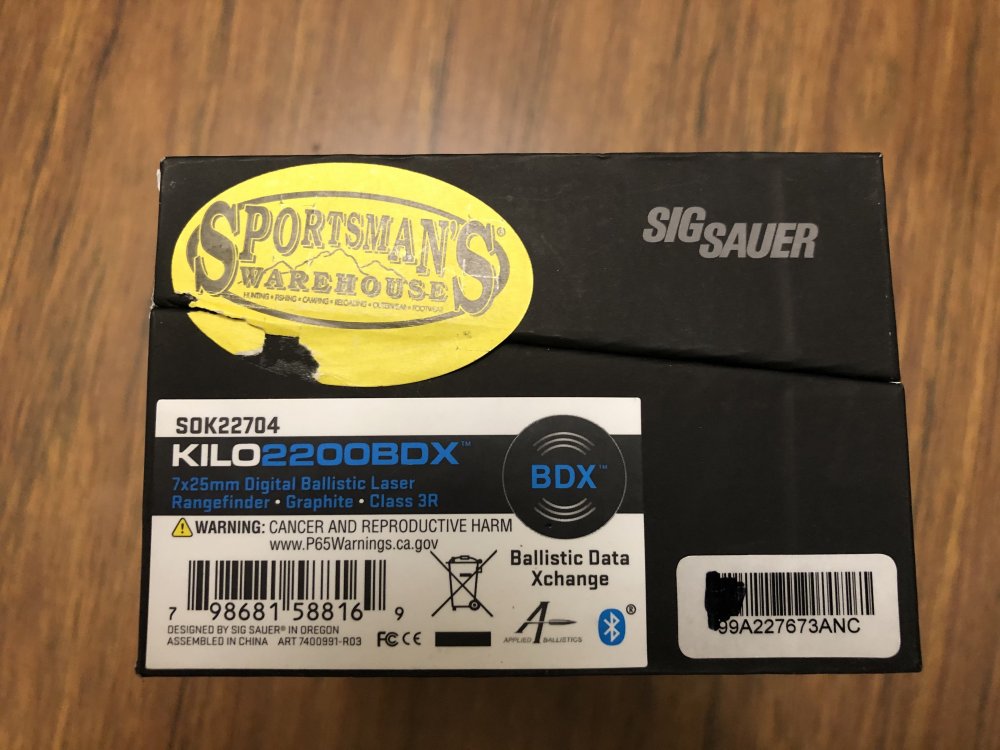 SPORTSMAN'S®
WAREHOUSE
HUNTING • FISHING • CAMPING • RELOADING • OUTERWEAR • FOOTWEAR
SIG SAUER
SOK22704
KILO2200BDX™
7x25mm Digital Ballistic Laser
Rangefinder • Graphite • Class 3R
BDX™
WARNING: CANCER AND REPRODUCTIVE HARM
www.P65Warnings.ca.gov
Ballistic Data
Xchange
7 98681 58816 9
DESIGNED BY SIG SAUER® IN OREGON
ASSEMBLED IN CHINA ART 7400991-R03
FC CE
APPLIED BALLISTICS
®
99A227673ANC